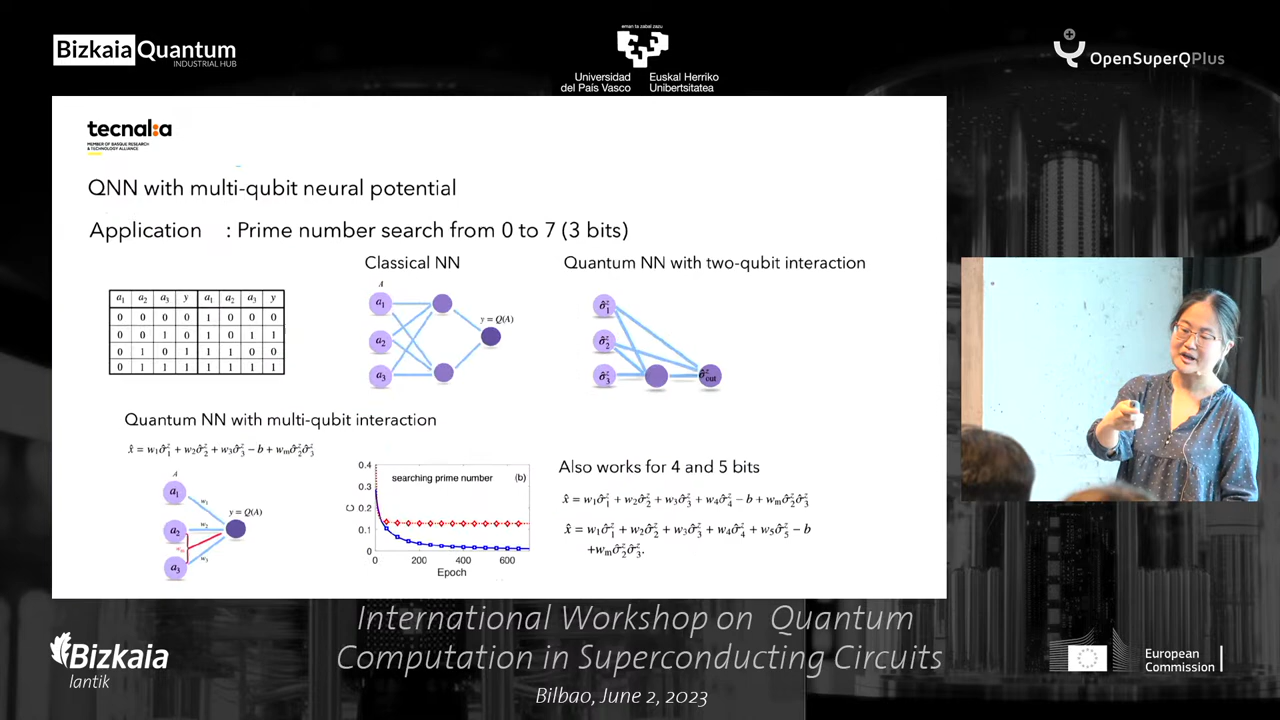 Bizkaia Quantum
INDUSTRIAL HUB
eman ta zabal zazu
Universidad del País Vasco
Euskal Herriko Unibertsitatea
OpenSuperQPlus
tecnal:a
MEMBER OF BASQUE RESEARCH
& TECHNOLOGY ALLIANCE
QNN with multi-qubit neural potential
Application : Prime number search from 0 to 7 (3 bits)
Classical NN
Quantum NN with two-qubit interaction
a₁ a₂ a₃ y a₁ a₂ a₃ y
0 0 0 0 1 0 0 0
0 0 1 0 1 0 1 1
0 1 0 1 1 1 0 0
0 1 1 1 1 1 1 1
A
a₁
a₂
a₃
y = Q(A)
σ̂₁ᶻ
σ̂₂ᶻ
σ̂₃ᶻ
σ̂ᶻout
Quantum NN with multi-qubit interaction
x̂ = w₁σ̂₁ᶻ + w₂σ̂₂ᶻ + w₃σ̂₃ᶻ − b + wₘσ̂₂ᶻσ̂₃ᶻ
A
a₁
a₂
a₃
w₁
w₂
wₘ
w₃
y = Q(A)
searching prime number (b)
C
0.4
0.3
0.2
0.1
0
0 200 400 600
Epoch
Also works for 4 and 5 bits
x̂ = w₁σ̂₁ᶻ + w₂σ̂₂ᶻ + w₃σ̂₃ᶻ + w₄σ̂₄ᶻ − b + wₘσ̂₂ᶻσ̂₃ᶻ
x̂ = w₁σ̂₁ᶻ + w₂σ̂₂ᶻ + w₃σ̂₃ᶻ + w₄σ̂₄ᶻ + w₅σ̂₅ᶻ − b
+wₘσ̂₂ᶻσ̂₃ᶻ.
International Workshop on Quantum
Computation in Superconducting Circuits
Bilbao, June 2, 2023
Bizkaia
lantik
European
Commission